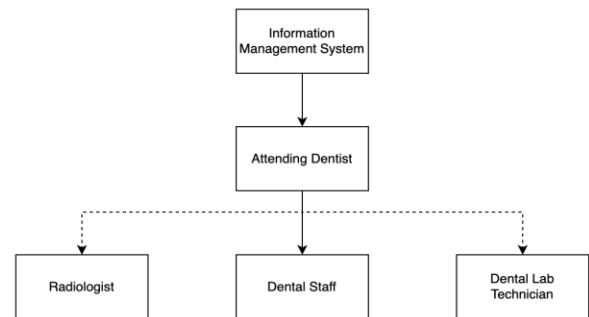 Information
Management System
Attending Dentist
Radiologist
Dental Staff
Dental Lab
Technician